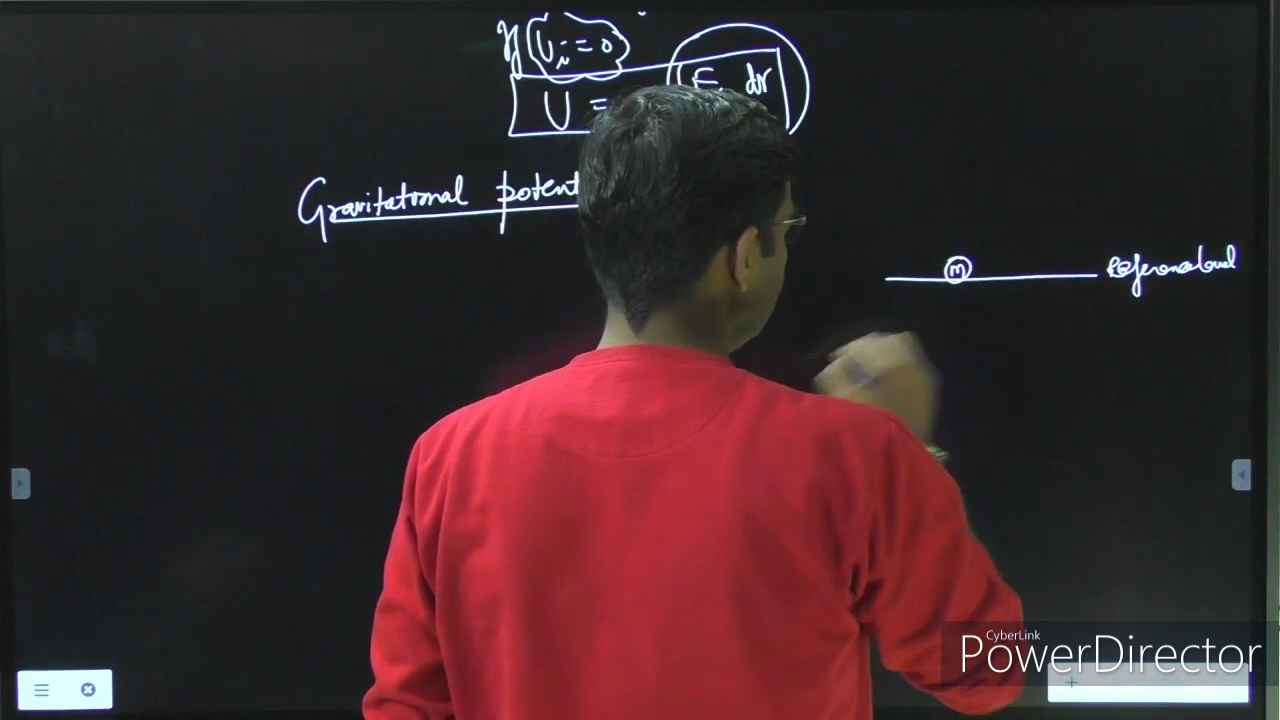 If Ui = 0
U = F. dr
Gravitational potent
m Reference level
CyberLink
PowerDirector